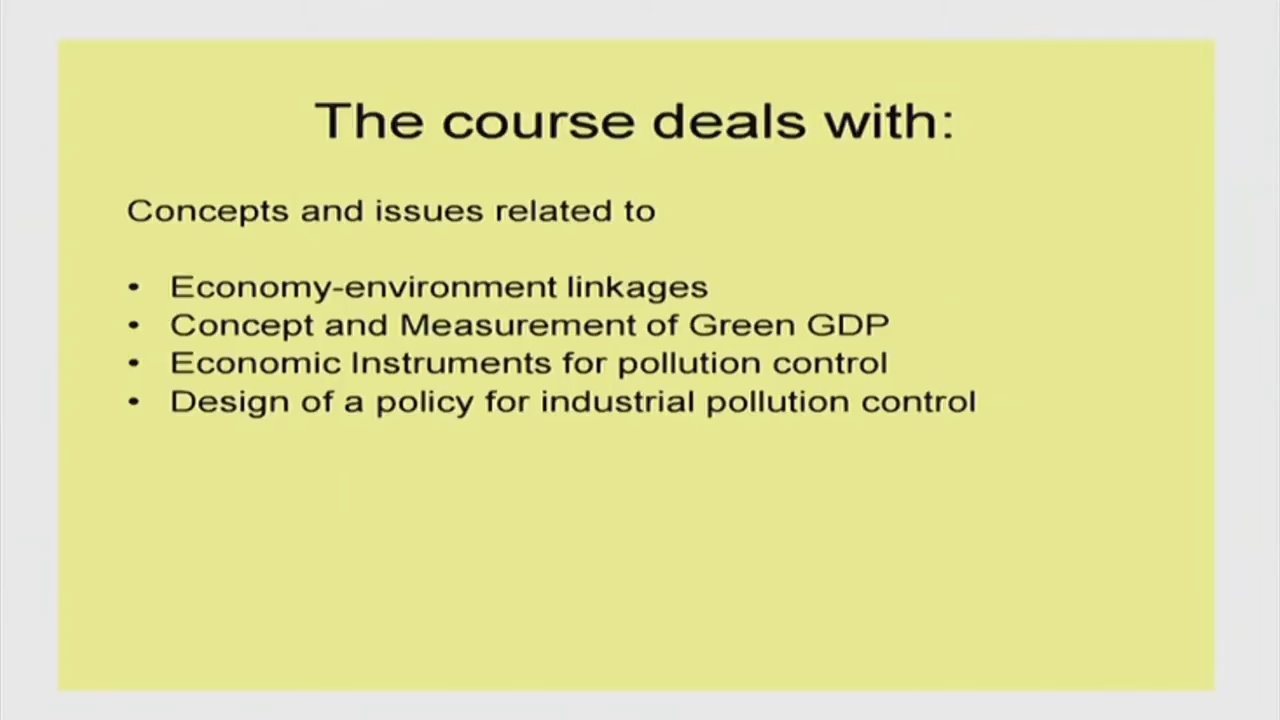 The course deals with:
Concepts and issues related to
• Economy-environment linkages
• Concept and Measurement of Green GDP
• Economic Instruments for pollution control
• Design of a policy for industrial pollution control